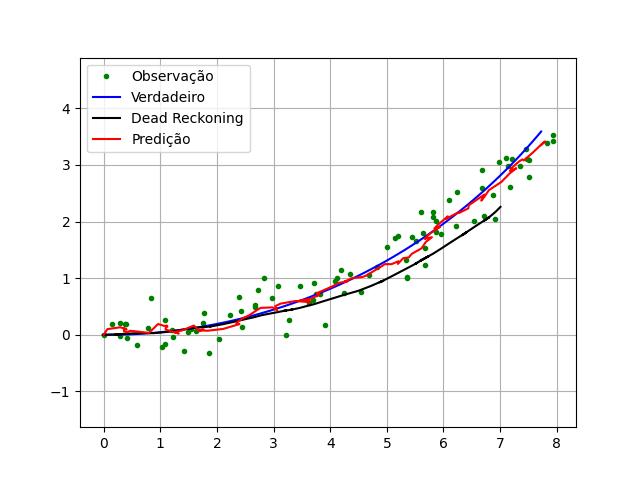 Observação
Verdadeiro
Dead Reckoning
Predição
4
3
2
1
0
−1
0 1 2 3 4 5 6 7 8